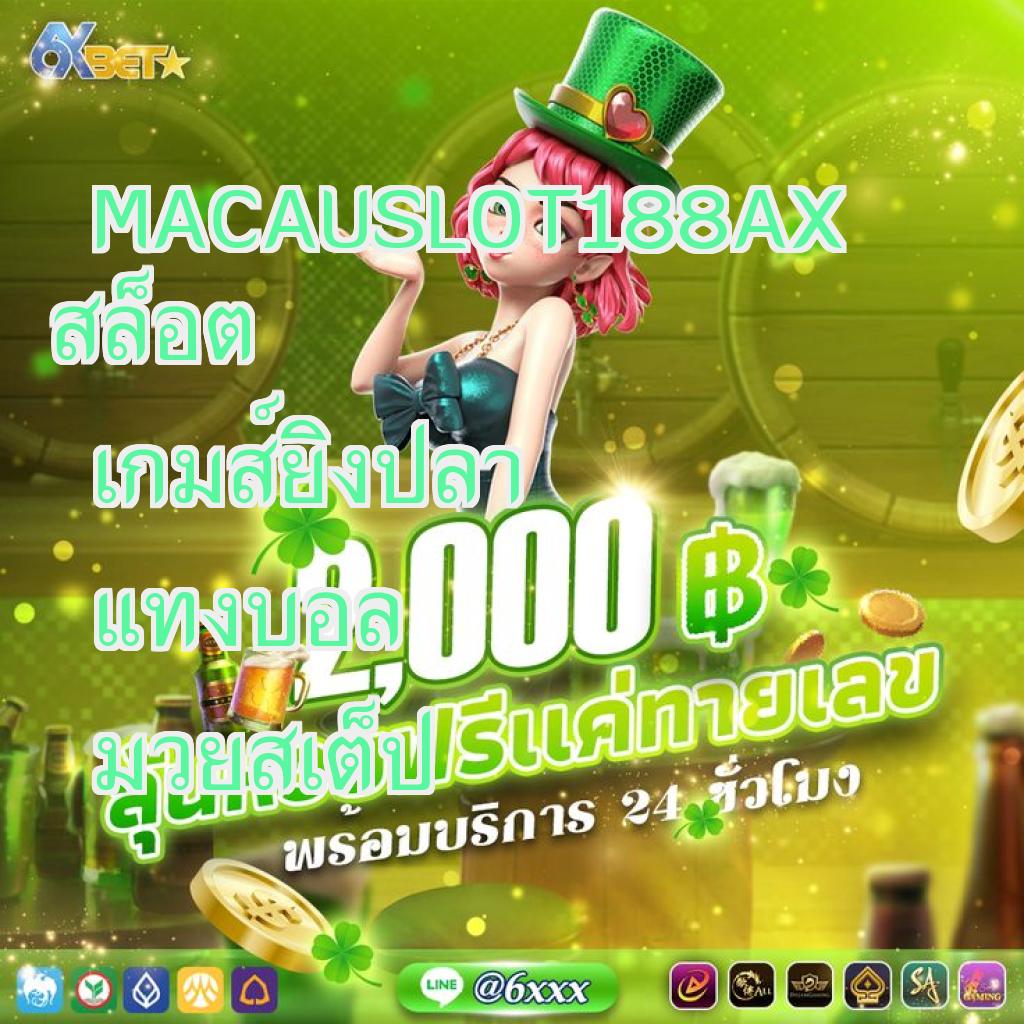 6XBET
MACAUSLOT188AX
สล็อต
เกมส์ยิงปลา
2,000 ฿
แทงบอล
มวยสเต็ป
ฟรีแค่ทายเลข
พร้อมบริการ 24 ชั่วโมง
LINE @6xxx
SA
GAMING